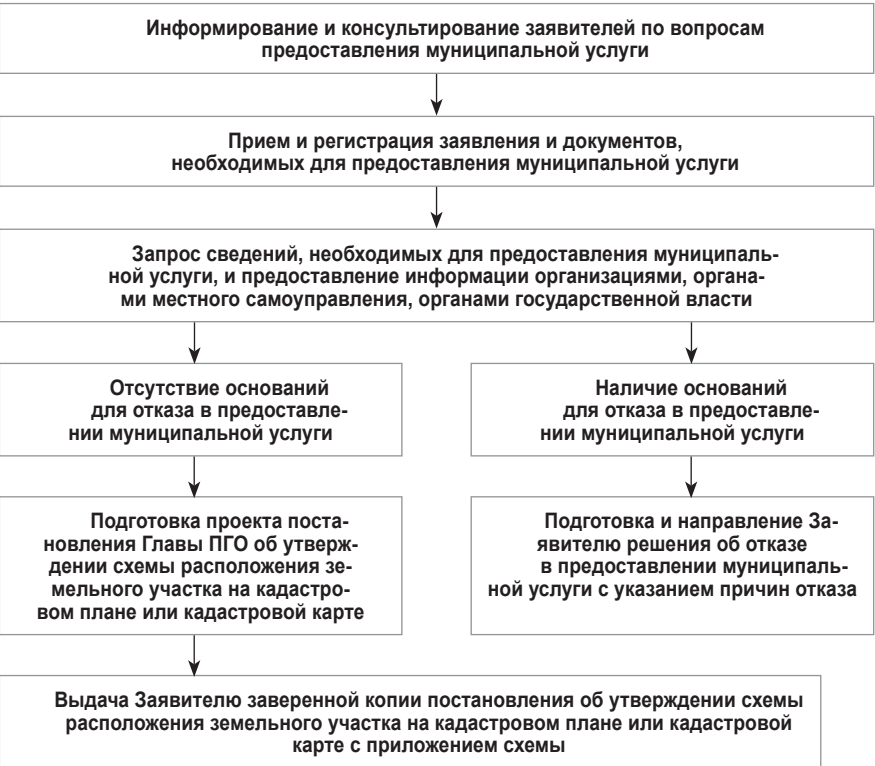 Информирование и консультирование заявителей по вопросам
предоставления муниципальной услуги
Прием и регистрация заявления и документов,
необходимых для предоставления муниципальной услуги
Запрос сведений, необходимых для предоставления муниципаль-
ной услуги, и предоставление информации организациями, органа-
ми местного самоуправления, органами государственной власти
Отсутствие оснований
для отказа в предоставле-
нии муниципальной услуги
Наличие оснований
для отказа в предоставле-
нии муниципальной услуги
Подготовка проекта поста-
новления Главы ПГО об утверж-
дении схемы расположения зе-
мельного участка на кадастро-
вом плане или кадастровой карте
Подготовка и направление За-
явителю решения об отказе
в предоставлении муниципаль-
ной услуги с указанием причин отказа
Выдача Заявителю заверенной копии постановления об утверждении схемы
расположения земельного участка на кадастровом плане или кадастровой
карте с приложением схемы